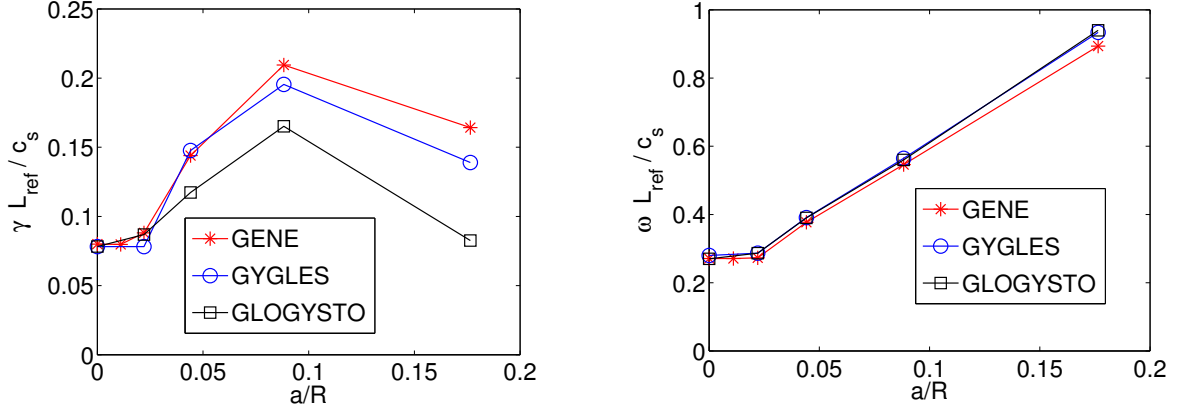 0.25
0.2
0.15
0.1
0.05
0
γ L_ref / c_s
GENE
GYGLES
GLOGYSTO
0 0.05 0.1 0.15 0.2
a/R
1
0.8
0.6
0.4
0.2
0
ω L_ref / c_s
GENE
GYGLES
GLOGYSTO
0 0.05 0.1 0.15 0.2
a/R